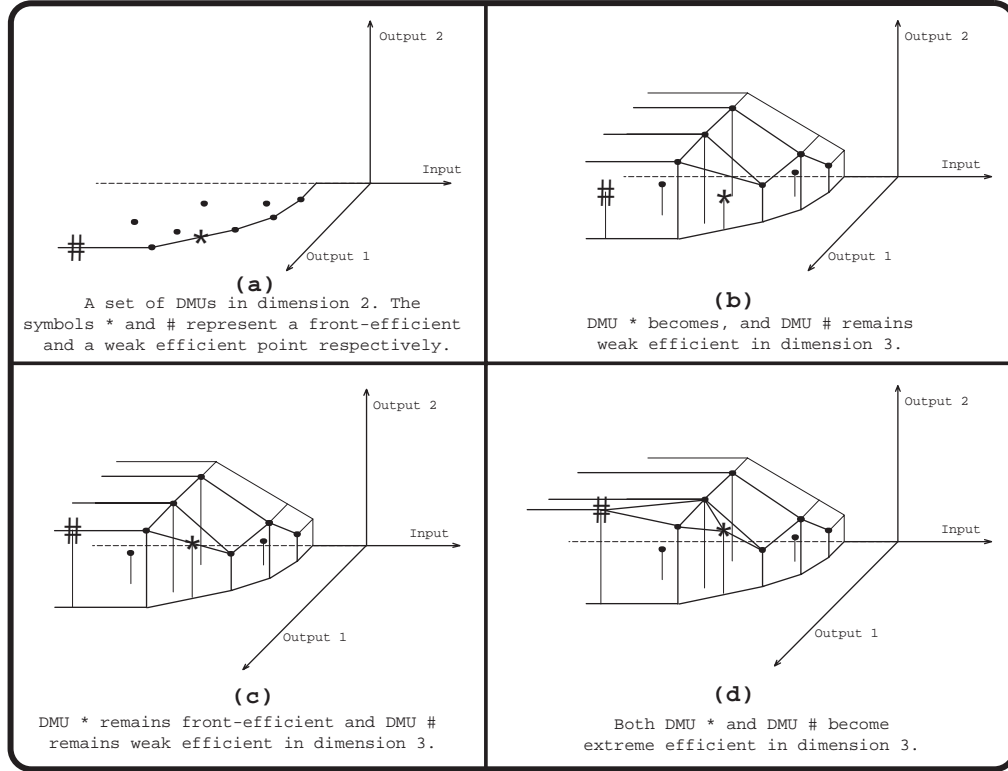 Output 2
Input
Output 1
#
*
(a)
A set of DMUs in dimension 2. The
symbols * and # represent a front-efficient
and a weak efficient point respectively.
Output 2
Input
#
*
Output 1
(b)
DMU * becomes, and DMU # remains
weak efficient in dimension 3.
Output 2
Input
#
*
Output 1
(c)
DMU * remains front-efficient and DMU #
remains weak efficient in dimension 3.
Output 2
Input
#
*
Output 1
(d)
Both DMU * and DMU # become
extreme efficient in dimension 3.